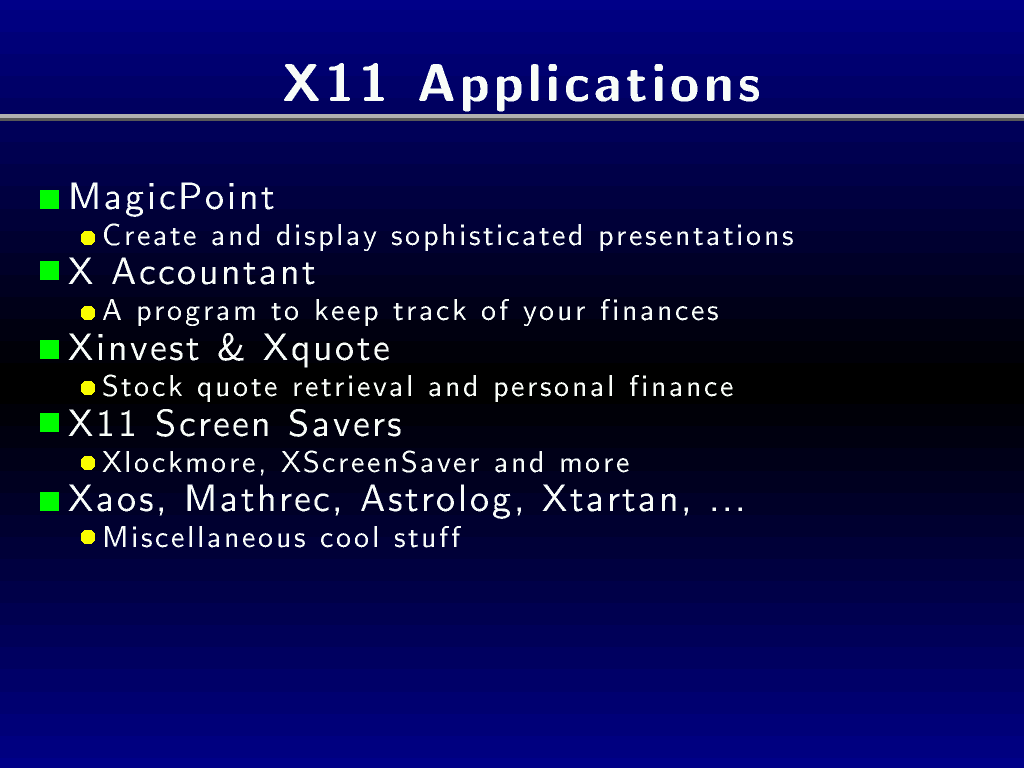 X11 Applications
MagicPoint
Create and display sophisticated presentations
X Accountant
A program to keep track of your finances
Xinvest & Xquote
Stock quote retrieval and personal finance
X11 Screen Savers
Xlockmore, XScreenSaver and more
Xaos, Mathrec, Astrolog, Xtartan, ...
Miscellaneous cool stuff